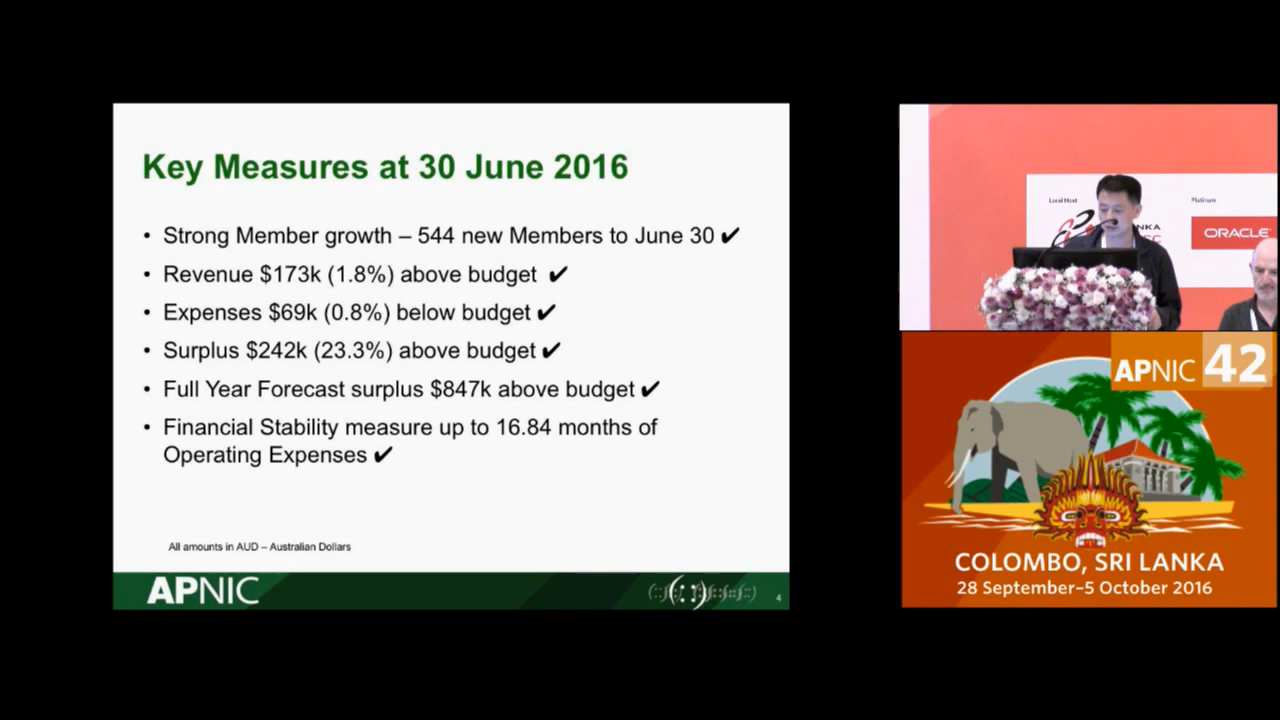 Key Measures at 30 June 2016
• Strong Member growth – 544 new Members to June 30 ✔
• Revenue $173k (1.8%) above budget ✔
• Expenses $69k (0.8%) below budget ✔
• Surplus $242k (23.3%) above budget ✔
• Full Year Forecast surplus $847k above budget ✔
• Financial Stability measure up to 16.84 months of
Operating Expenses ✔
All amounts in AUD – Australian Dollars
APNIC
4
Local Host
Platinum
ORACLE
APNIC 42
COLOMBO, SRI LANKA
28 September–5 October 2016